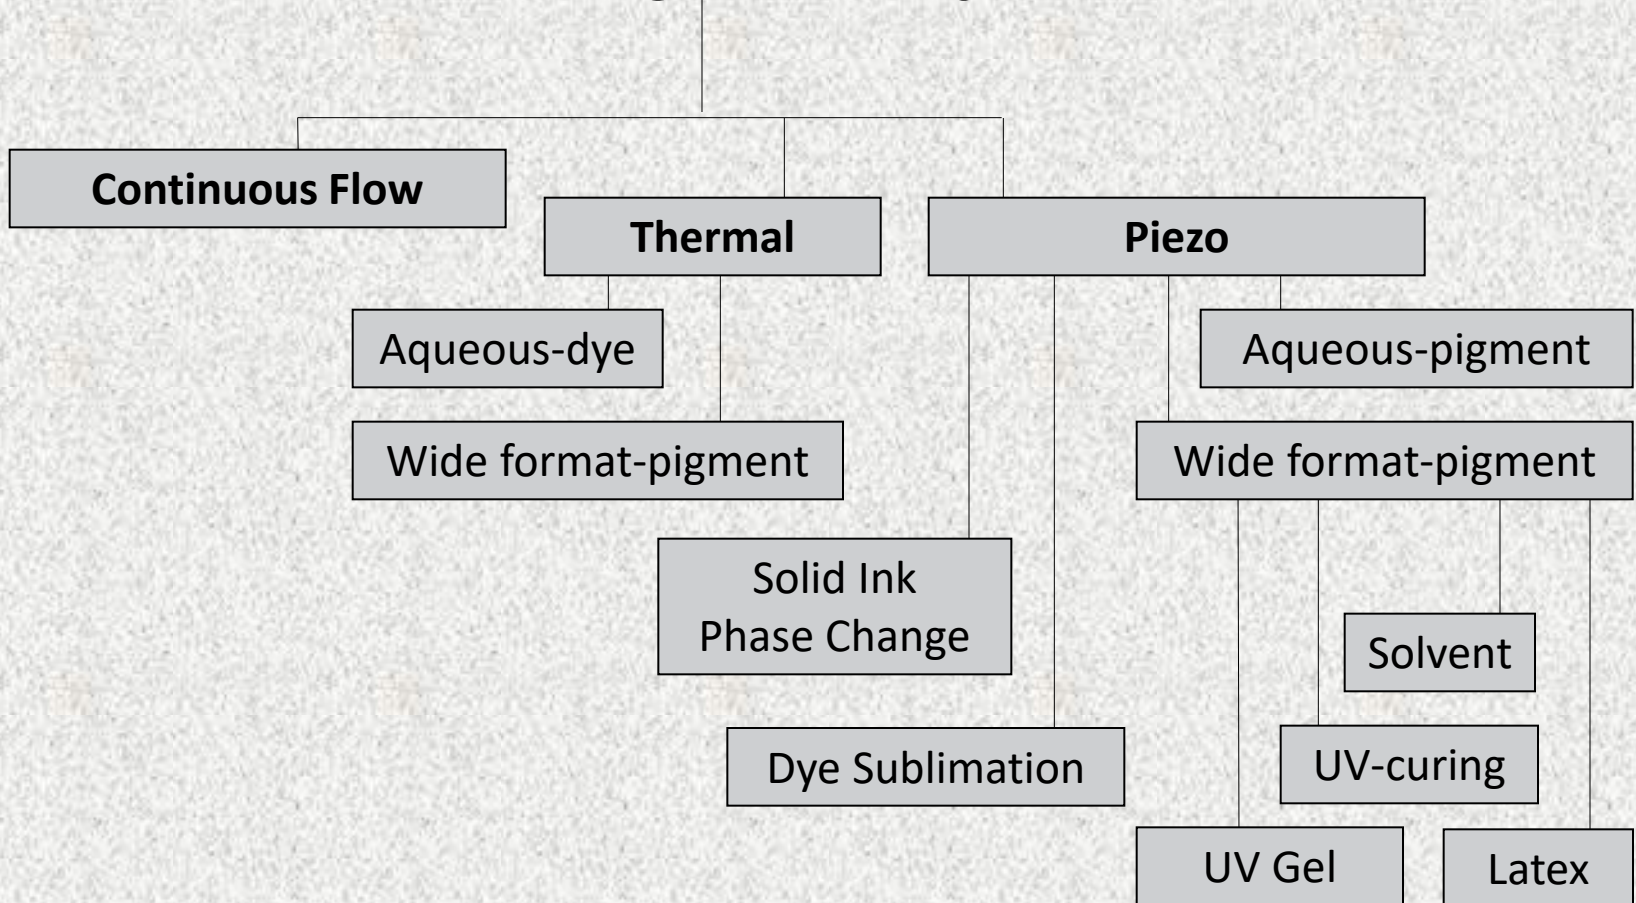 Continuous Flow
Thermal
Piezo
Aqueous-dye
Aqueous-pigment
Wide format-pigment
Wide format-pigment
Solid Ink
Phase Change
Solvent
Dye Sublimation
UV-curing
UV Gel
Latex